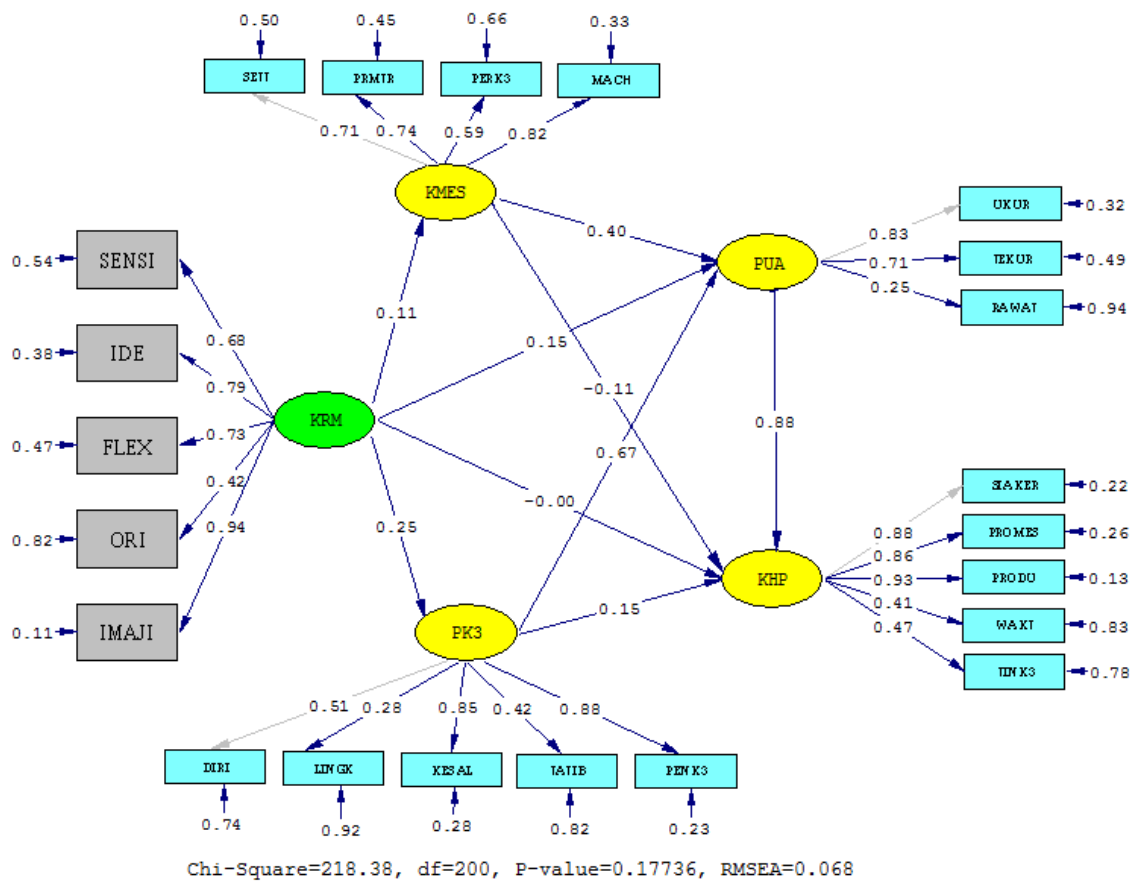 0.50 0.45 0.66 0.33
SETT PRMTR PERK3 MACH
0.71 0.74 0.59 0.82
KMES
UKUR 0.32
0.83
0.40
TEKUR 0.49
0.71
PUA
0.25
RAWAT 0.94
0.54 SENSI
0.11
0.68
0.15
0.38 IDE
0.79
-0.11
KRM
0.73
0.88
0.47 FLEX
0.67
0.42
-0.00
SIAKER 0.22
0.94
0.25
0.88
PROMES 0.26
0.82 ORI
0.86
KHP
0.93
PRODU 0.13
0.15
0.41
WAKT 0.83
0.11 IMAJI
PK3
0.47
TINK3 0.78
0.51 0.28 0.85 0.42 0.88
DIRI LINGK KESAL PENK3
0.74 0.92 0.28 0.82 0.23
Chi-Square=218.38, df=200, P-value=0.17736, RMSEA=0.068